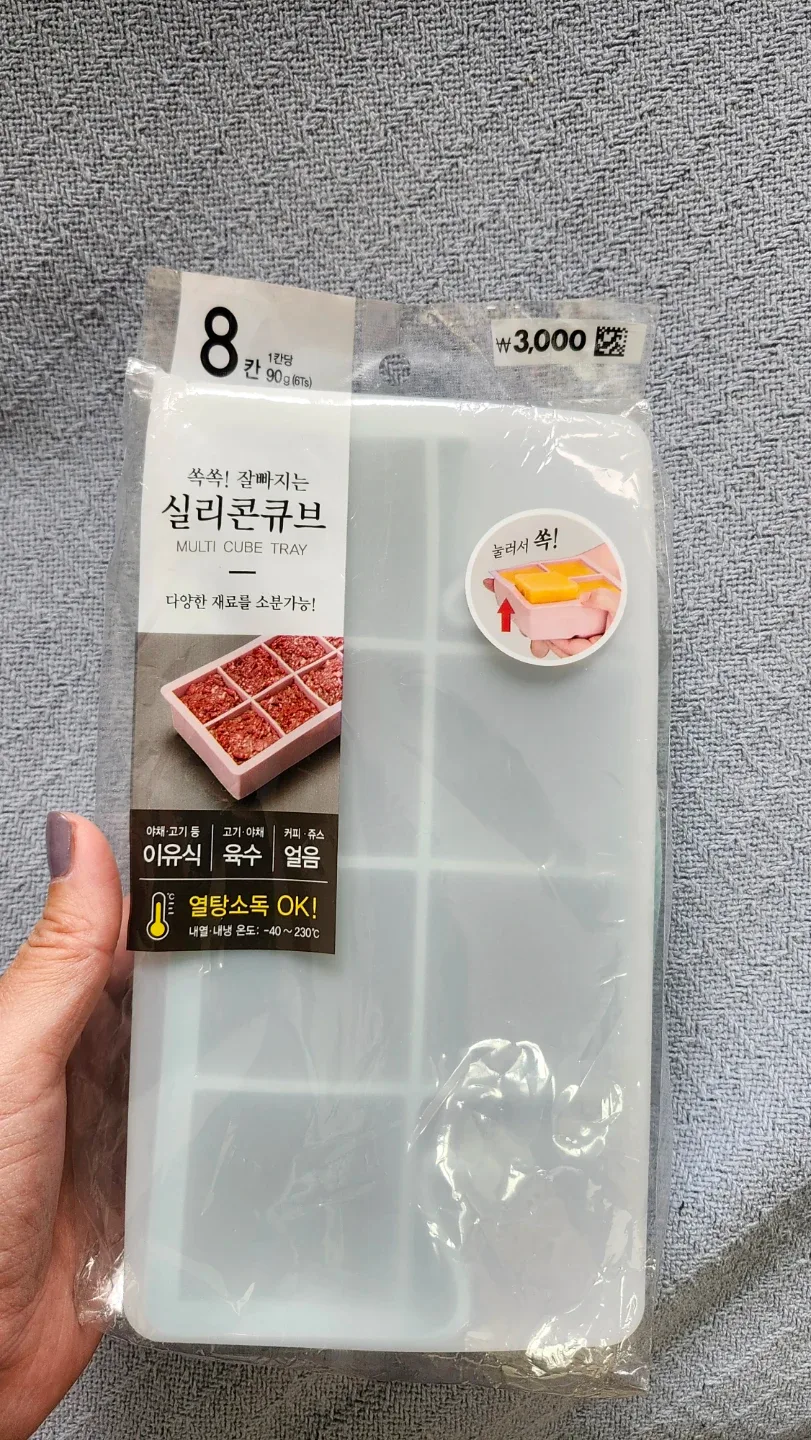 8칸
1칸당
90g(6Ts)
₩3,000
쏙쏙! 잘빠지는
실리콘큐브
MULTI CUBE TRAY
다양한 재료를 소분가능!
눌러서 쏙!
야채·고기 등
이유식
고기·야채
육수
커피·쥬스
얼음
℃
열탕소독 OK!
내열·내냉 온도: -40~230℃